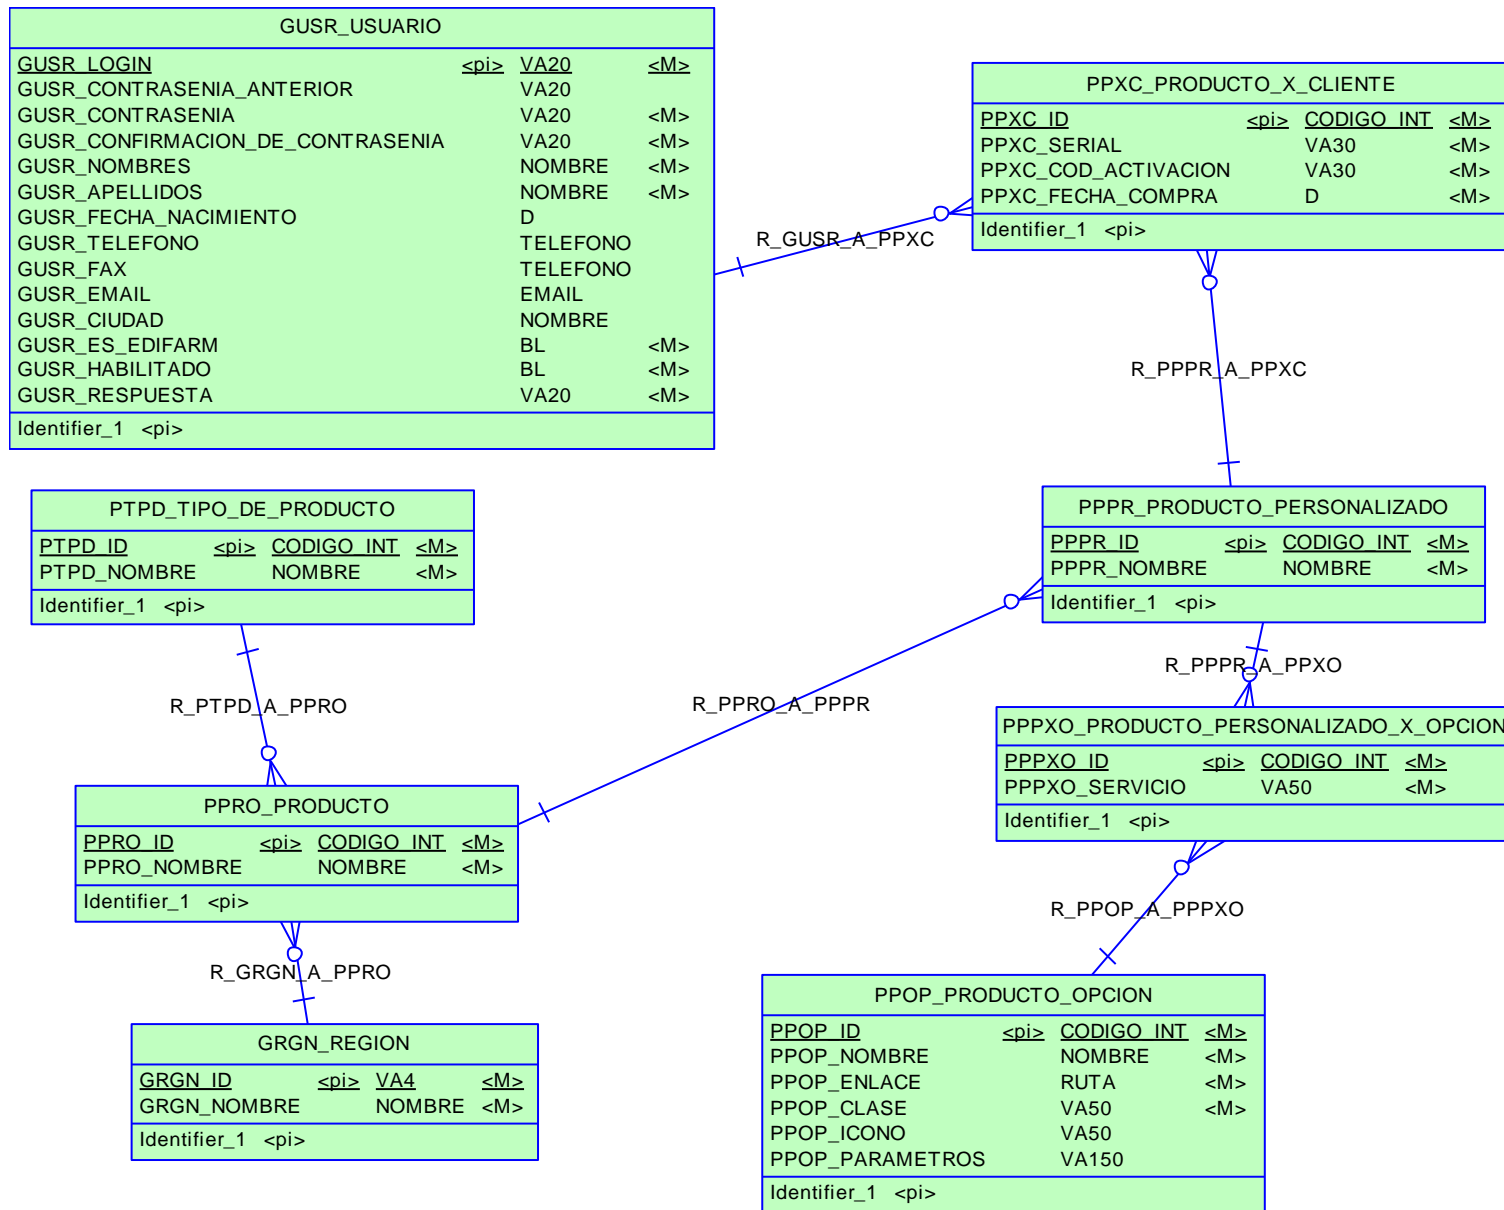 GUSR_USUARIO
GUSR_LOGIN <pi> VA20 <M>
GUSR_CONTRASENIA_ANTERIOR VA20
GUSR_CONTRASENIA VA20 <M>
GUSR_CONFIRMACION_DE_CONTRASENIA VA20 <M>
GUSR_NOMBRES NOMBRE <M>
GUSR_APELLIDOS NOMBRE <M>
GUSR_FECHA_NACIMIENTO D
GUSR_TELEFONO TELEFONO
GUSR_FAX TELEFONO
GUSR_EMAIL EMAIL
GUSR_CIUDAD NOMBRE
GUSR_ES_EDIFARM BL <M>
GUSR_HABILITADO BL <M>
GUSR_RESPUESTA VA20 <M>
Identifier_1 <pi>
R_GUSR_A_PPXC
PPXC_PRODUCTO_X_CLIENTE
PPXC_ID <pi> CODIGO_INT <M>
PPXC_SERIAL VA30 <M>
PPXC_COD_ACTIVACION VA30 <M>
PPXC_FECHA_COMPRA D <M>
Identifier_1 <pi>
R_PPPR_A_PPXC
PTPD_TIPO_DE_PRODUCTO
PTPD_ID <pi> CODIGO_INT <M>
PTPD_NOMBRE NOMBRE <M>
Identifier_1 <pi>
PPPR_PRODUCTO_PERSONALIZADO
PPPR_ID <pi> CODIGO_INT <M>
PPPR_NOMBRE NOMBRE <M>
Identifier_1 <pi>
R_PTPD_A_PPRO
R_PPRO_A_PPPR
R_PPPR_A_PPXO
PPPXO_PRODUCTO_PERSONALIZADO_X_OPCION
PPPXO_ID <pi> CODIGO_INT <M>
PPPXO_SERVICIO VA50 <M>
Identifier_1 <pi>
PPRO_PRODUCTO
PPRO_ID <pi> CODIGO_INT <M>
PPRO_NOMBRE NOMBRE <M>
Identifier_1 <pi>
R_PPOP_A_PPPXO
R_GRGN_A_PPRO
GRGN_REGION
GRGN_ID <pi> VA4 <M>
GRGN_NOMBRE NOMBRE <M>
Identifier_1 <pi>
PPOP_PRODUCTO_OPCION
PPOP_ID <pi> CODIGO_INT <M>
PPOP_NOMBRE NOMBRE <M>
PPOP_ENLACE RUTA <M>
PPOP_CLASE VA50 <M>
PPOP_ICONO VA50
PPOP_PARAMETROS VA150
Identifier_1 <pi>